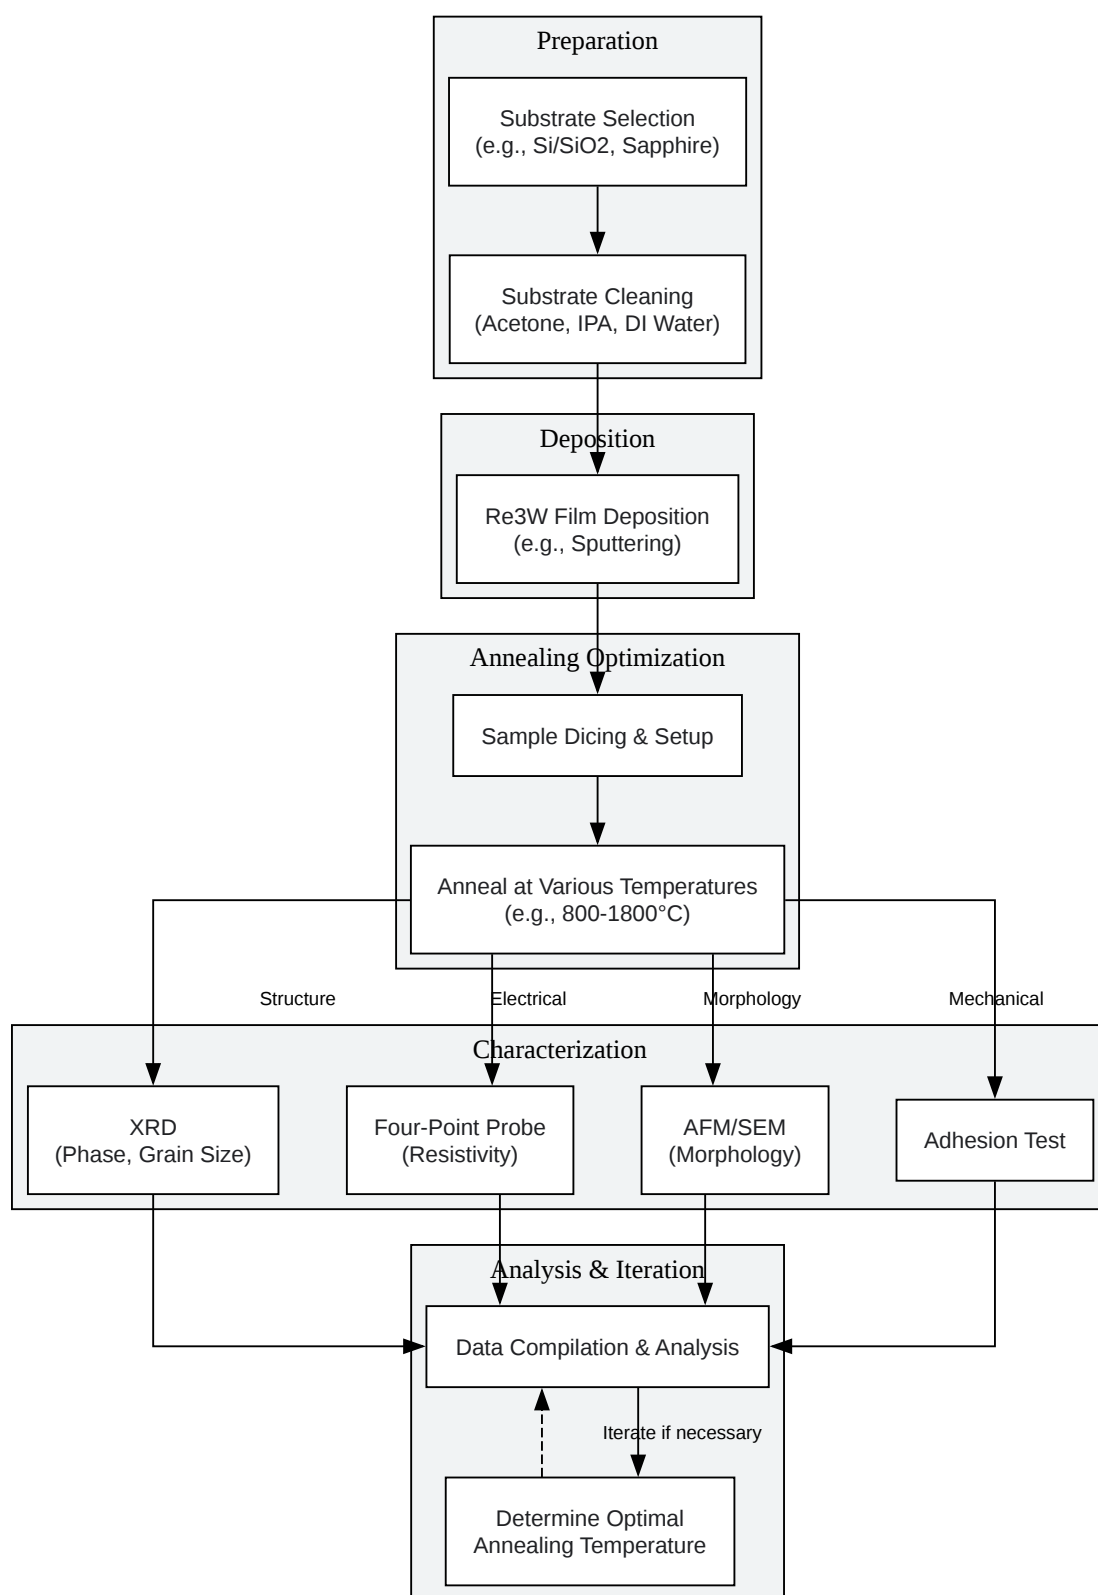 Preparation
Substrate Selection
(e.g., Si/SiO2, Sapphire)
Substrate Cleaning
(Acetone, IPA, DI Water)
Deposition
Re3W Film Deposition
(e.g., Sputtering)
Annealing Optimization
Sample Dicing & Setup
Anneal at Various Temperatures
(e.g., 800-1800°C)
Structure
Electrical
Morphology
Mechanical
Characterization
XRD
(Phase, Grain Size)
Four-Point Probe
(Resistivity)
AFM/SEM
(Morphology)
Adhesion Test
Analysis & Iteration
Data Compilation & Analysis
Iterate if necessary
Determine Optimal
Annealing Temperature